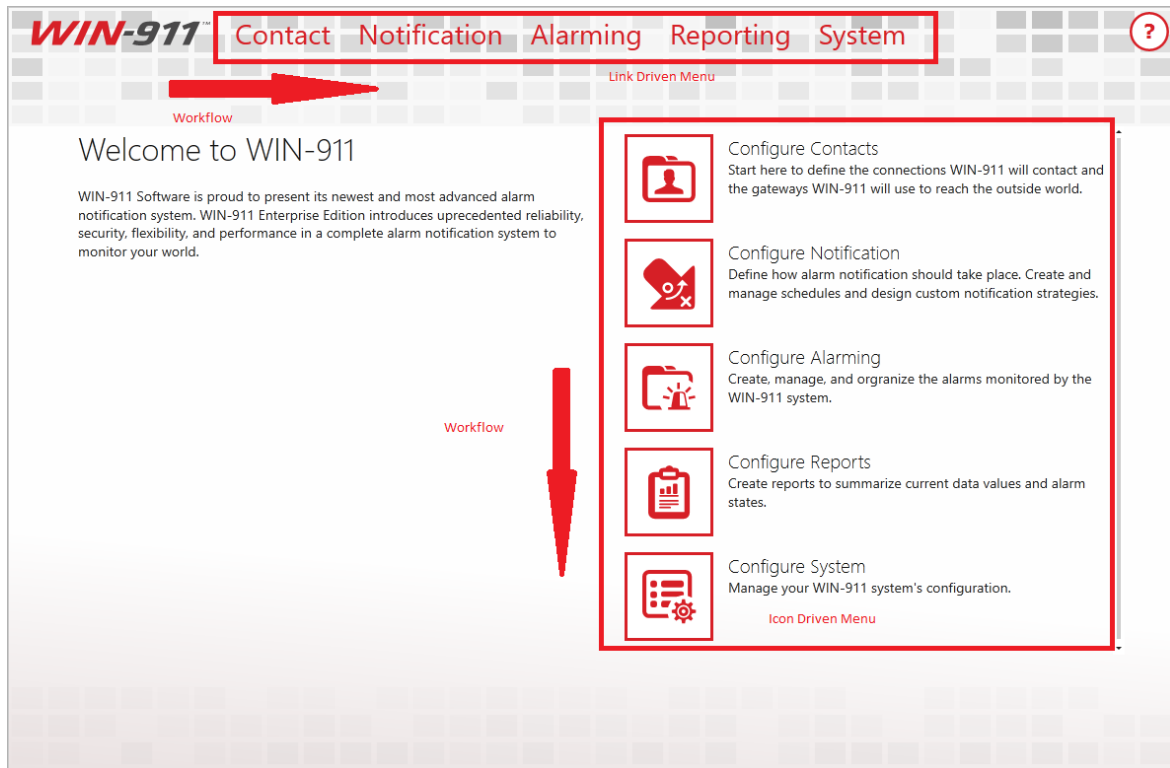 WIN-911™ Contact Notification Alarming Reporting System ?
Link Driven Menu
Workflow
Welcome to WIN-911
WIN-911 Software is proud to present its newest and most advanced alarm
notification system. WIN-911 Enterprise Edition introduces uprecedented reliability,
security, flexibility, and performance in a complete alarm notification system to
monitor your world.
Workflow
Configure Contacts
Start here to define the connections WIN-911 will contact and
the gateways WIN-911 will use to reach the outside world.
Configure Notification
Define how alarm notification should take place. Create and
manage schedules and design custom notification strategies.
Configure Alarming
Create, manage, and orgranize the alarms monitored by the
WIN-911 system.
Configure Reports
Create reports to summarize current data values and alarm
states.
Configure System
Manage your WIN-911 system's configuration.
Icon Driven Menu